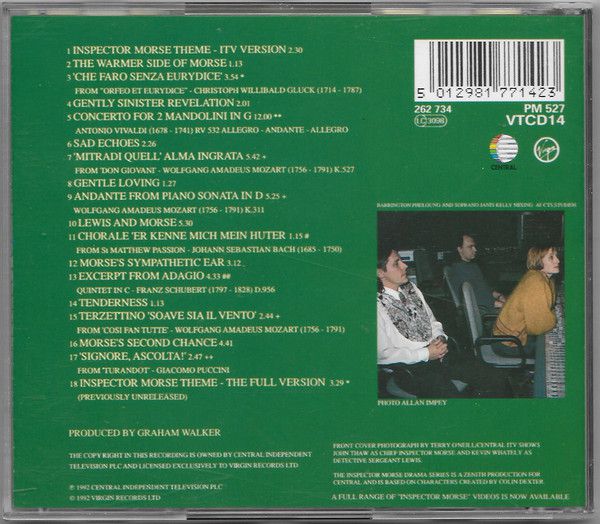 1 INSPECTOR MORSE THEME - ITV VERSION 2.30
2 THE WARMER SIDE OF MORSE 1.13
3 'CHE FARO SENZA EURYDICE' 3.54 *
FROM "ORFEO ET EURYDICE" - CHRISTOPH WILLIBALD GLUCK (1714 - 1787)
4 GENTLY SINISTER REVELATION 2.01
5 CONCERTO FOR 2 MANDOLINI IN G 12.00 **
ANTONIO VIVALDI (1678 - 1741) RV 532 ALLEGRO - ANDANTE - ALLEGRO
6 SAD ECHOES 2.26
7 'MITRADI QUELL' ALMA INGRATA 5.42 +
FROM 'DON GIOVANI' - WOLFGANG AMADEUS MOZART (1756 - 1791) K.527
8 GENTLE LOVING 1.27
9 ANDANTE FROM PIANO SONATA IN D 5.25 +
WOLFGANG AMADEUS MOZART (1756 - 1791) K.311
10 LEWIS AND MORSE 5.30
11 CHORALE 'ER KENNE MICH MEIN HUTER 1.15 #
FROM St MATTHEW PASSION - JOHANN SEBASTIAN BACH (1685 - 1750)
12 MORSE'S SYMPATHETIC EAR 3.12
13 EXCERPT FROM ADAGIO 4.33 ##
QUINTET IN C - FRANZ SCHUBERT (1797 - 1828) D.956
14 TENDERNESS 1.13
15 TERZETTINO 'SOAVE SIA IL VENTO' 2.44 +
FROM 'COSI FAN TUTTE' - WOLFGANG AMADEUS MOZART (1756 - 1791)
16 MORSE'S SECOND CHANCE 4.41
17 'SIGNORE, ASCOLTA!' 2.47 ++
FROM 'TURANDOT' - GIACOMO PUCCINI
18 INSPECTOR MORSE THEME - THE FULL VERSION 3.29 *
(PREVIOUSLY UNRELEASED)
PRODUCED BY GRAHAM WALKER
THE COPY RIGHT IN THIS RECORDING IS OWNED BY CENTRAL INDEPENDENT
TELEVISION PLC AND LICENSED EXCLUSIVELY TO VIRGIN RECORDS LTD
℗ 1992 CENTRAL INDEPENDENT TELEVISION PLC
© 1992 VIRGIN RECORDS LTD
5 012981 771423
262 734 PM 527
LC 3098 VTCD14
CENTRAL Virgin
BARRINGTON PHELOUNG AND SOPRANO JANIS KELLY MIXING AT CTS STUDIOS
PHOTO ALLAN IMPEY
FRONT COVER PHOTOGRAPH BY TERRY O'NEILL/CENTRAL ITV SHOWS
JOHN THAW AS CHIEF INSPECTOR MORSE AND KEVIN WHATELY AS
DETECTIVE SERGEANT LEWIS.
THE INSPECTOR MORSE DRAMA SERIES IS A ZENITH PRODUCTION
FOR CENTRAL AND IS BASED ON CHARACTERS CREATED BY COLIN DEXTER.
A FULL RANGE OF "INSPECTOR MORSE" VIDEOS IS NOW AVAILABLE